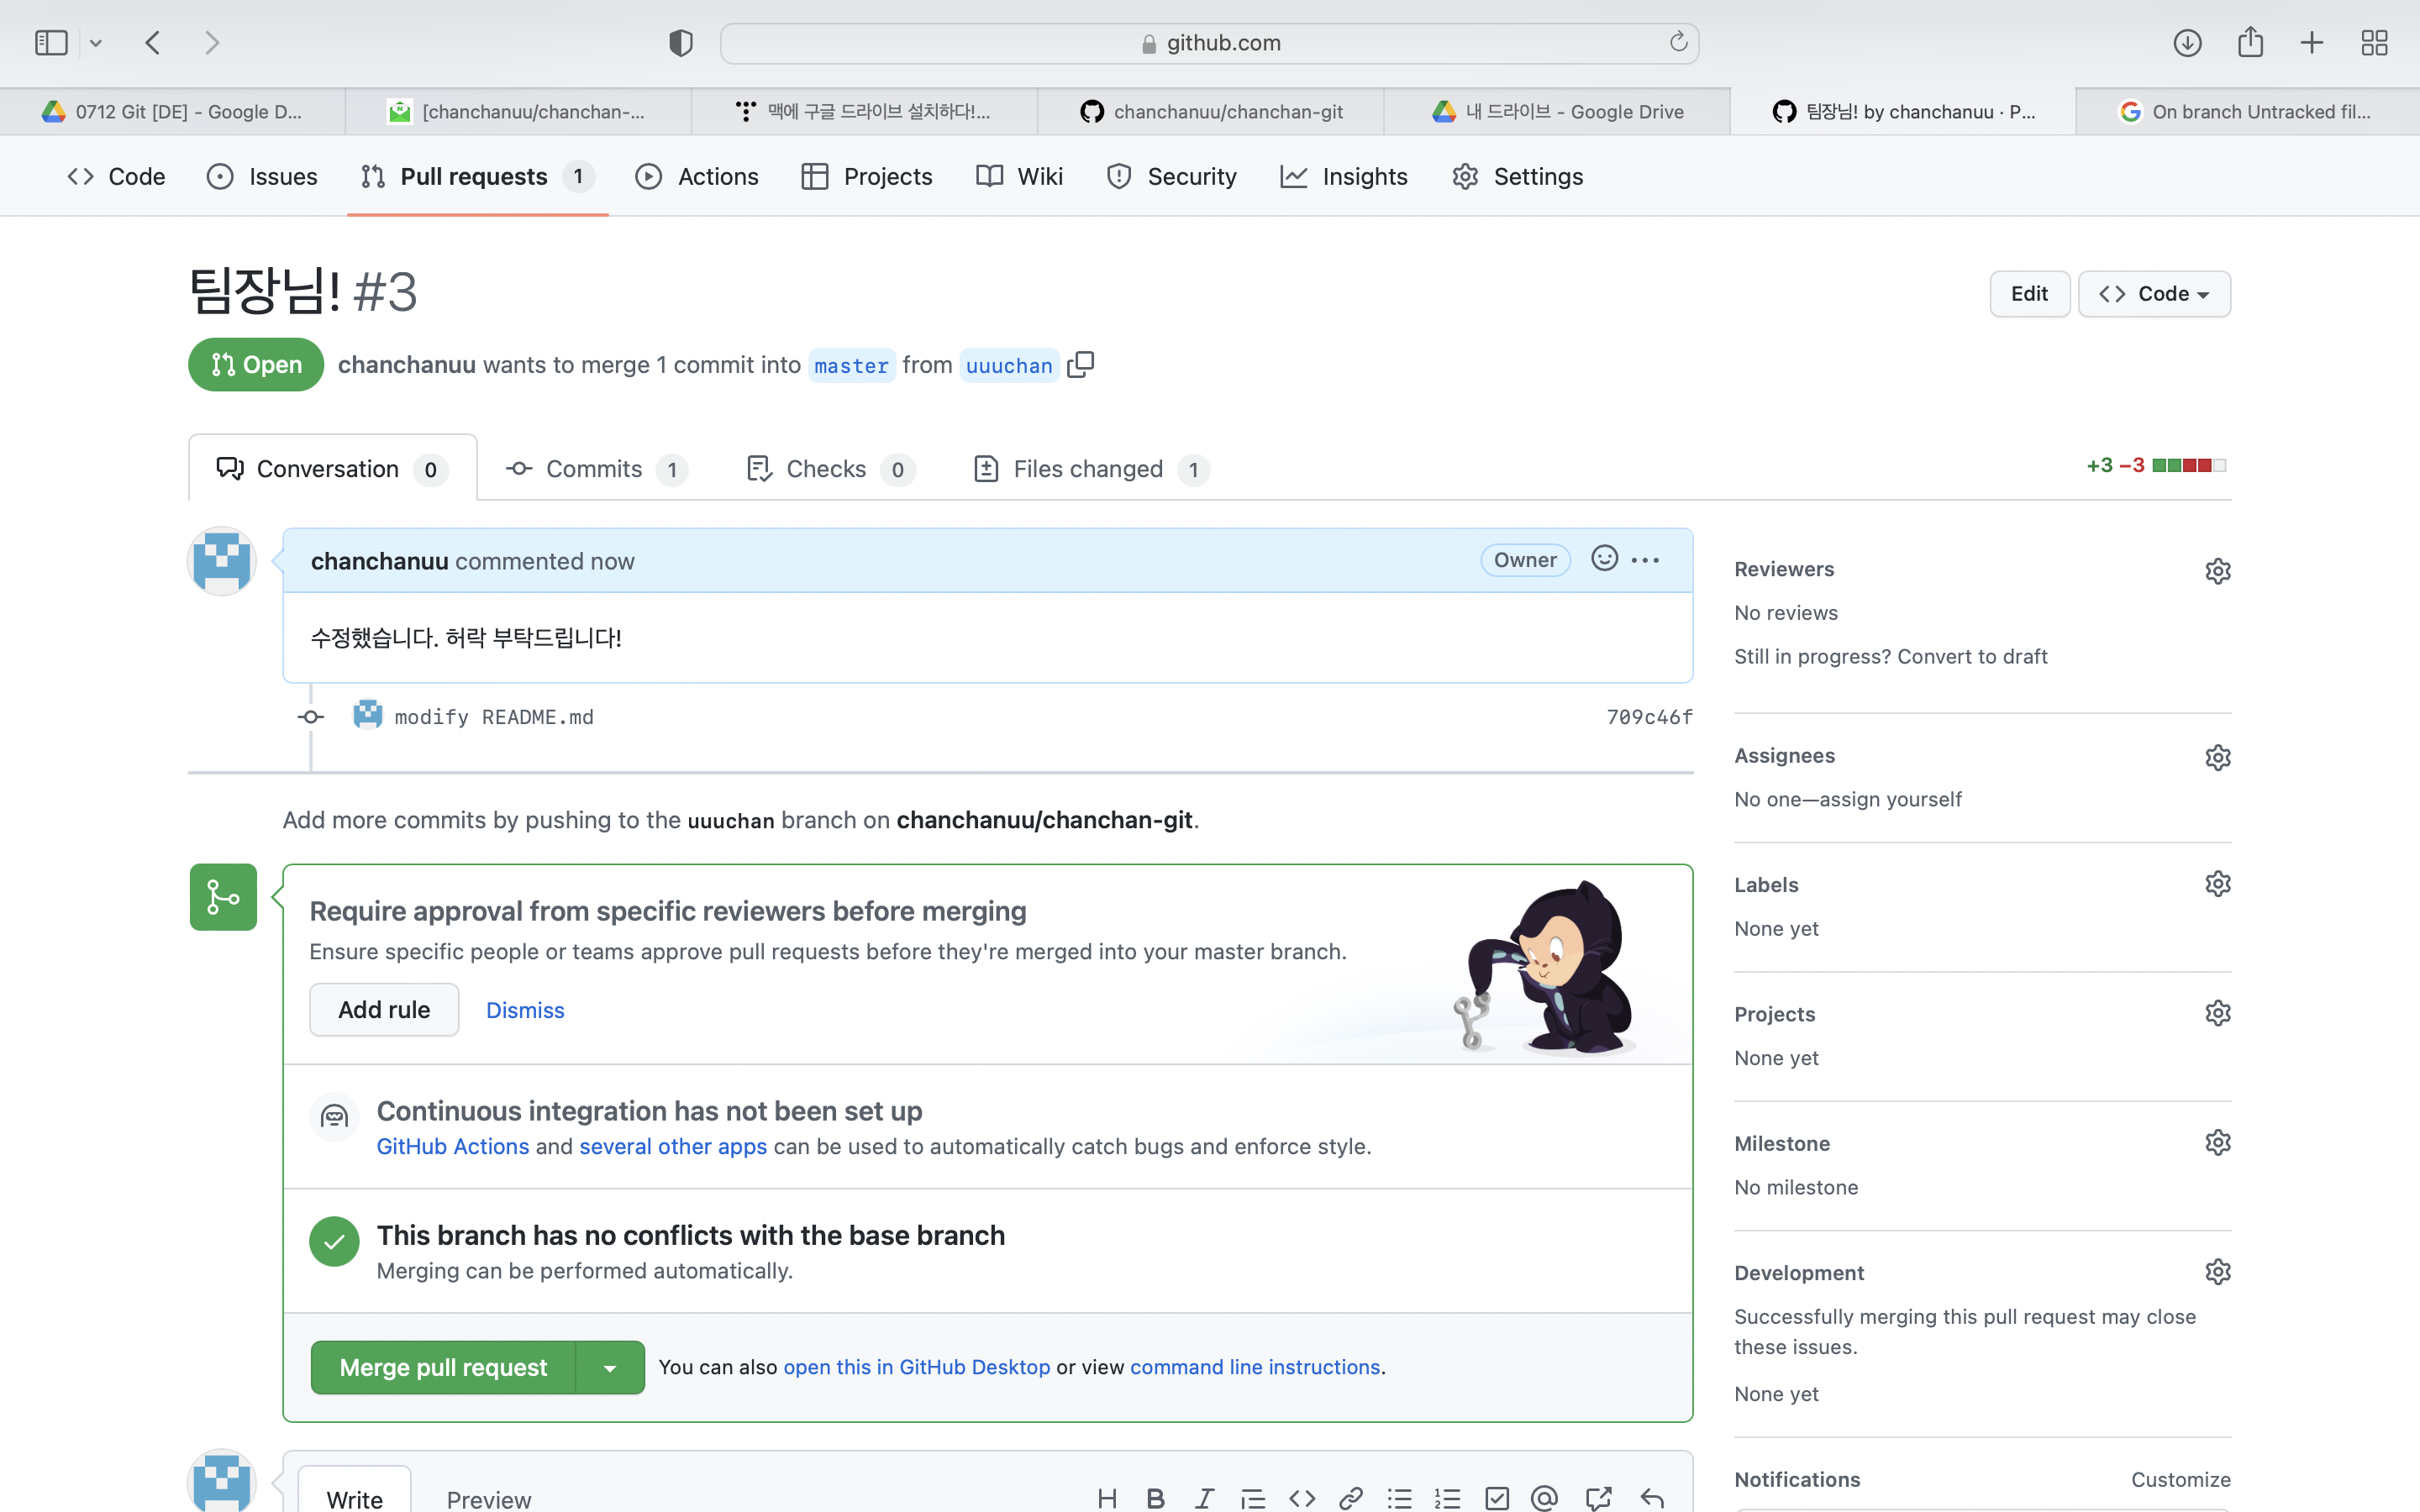 github.com
0712 Git [DE] - Google D...
[chanchanuu/chanchan-...
맥에 구글 드라이브 설치하다!...
chanchanuu/chanchan-git
내 드라이브 - Google Drive
팀장님! by chanchanuu · P...
On branch Untracked fil...
Code
Issues
Pull requests 1
Actions
Projects
Wiki
Security
Insights
Settings
팀장님! #3
Edit
Code
Open
chanchanuu wants to merge 1 commit into master from uuuchan
Conversation 0
Commits 1
Checks 0
Files changed 1
+3 −3
chanchanuu commented now
Owner
수정했습니다. 허락 부탁드립니다!
modify README.md
709c46f
Add more commits by pushing to the uuuchan branch on chanchanuu/chanchan-git.
Require approval from specific reviewers before merging
Ensure specific people or teams approve pull requests before they're merged into your master branch.
Add rule
Dismiss
Continuous integration has not been set up
GitHub Actions and several other apps can be used to automatically catch bugs and enforce style.
This branch has no conflicts with the base branch
Merging can be performed automatically.
Merge pull request
You can also open this in GitHub Desktop or view command line instructions.
Write
Preview
Reviewers
No reviews
Still in progress? Convert to draft
Assignees
No one—assign yourself
Labels
None yet
Projects
None yet
Milestone
No milestone
Development
Successfully merging this pull request may close
these issues.
None yet
Notifications
Customize